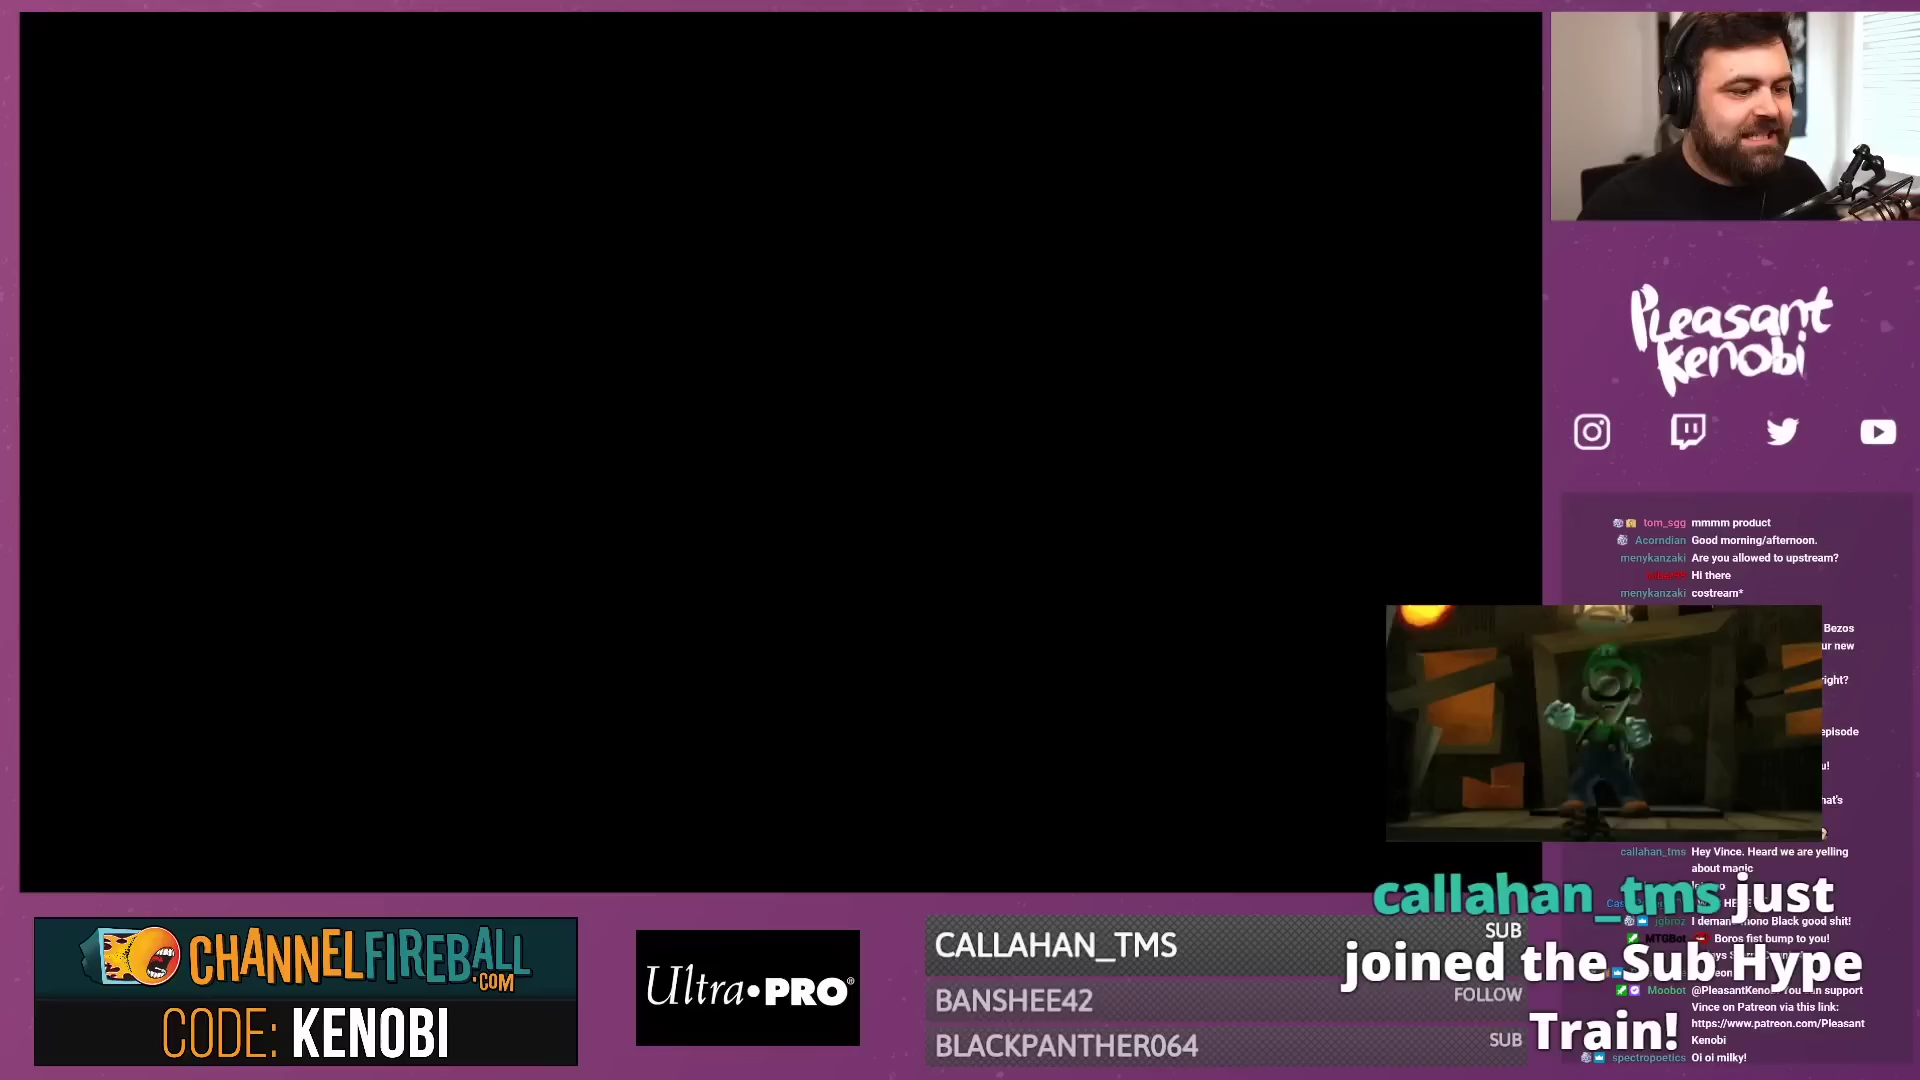 Pleasant
Kenobi
tom_sgg mmmm product
Acorndian Good morning/afternoon.
menykanzaki Are you allowed to upstream?
Hi there
menykanzaki costream*
Bezos
ur new
right?
episode
u!
hat's
callahan_tms Hey Vince. Heard we are yelling
about magic
callahan_tms just
joined the Sub Hype
Train!
jgbroz I
good shit!
MTGBot Boros fist bump to you!
Moobot
support
Vince on Patreon via this link:
https://www.patreon.com/Pleasant
Kenobi
spectropoetics Oi oi milky!
CHANNELFIREBALL
.COM
CODE: KENOBI
Ultra•PRO®
CALLAHAN_TMS SUB
BANSHEE42 FOLLOW
BLACKPANTHER064 SUB